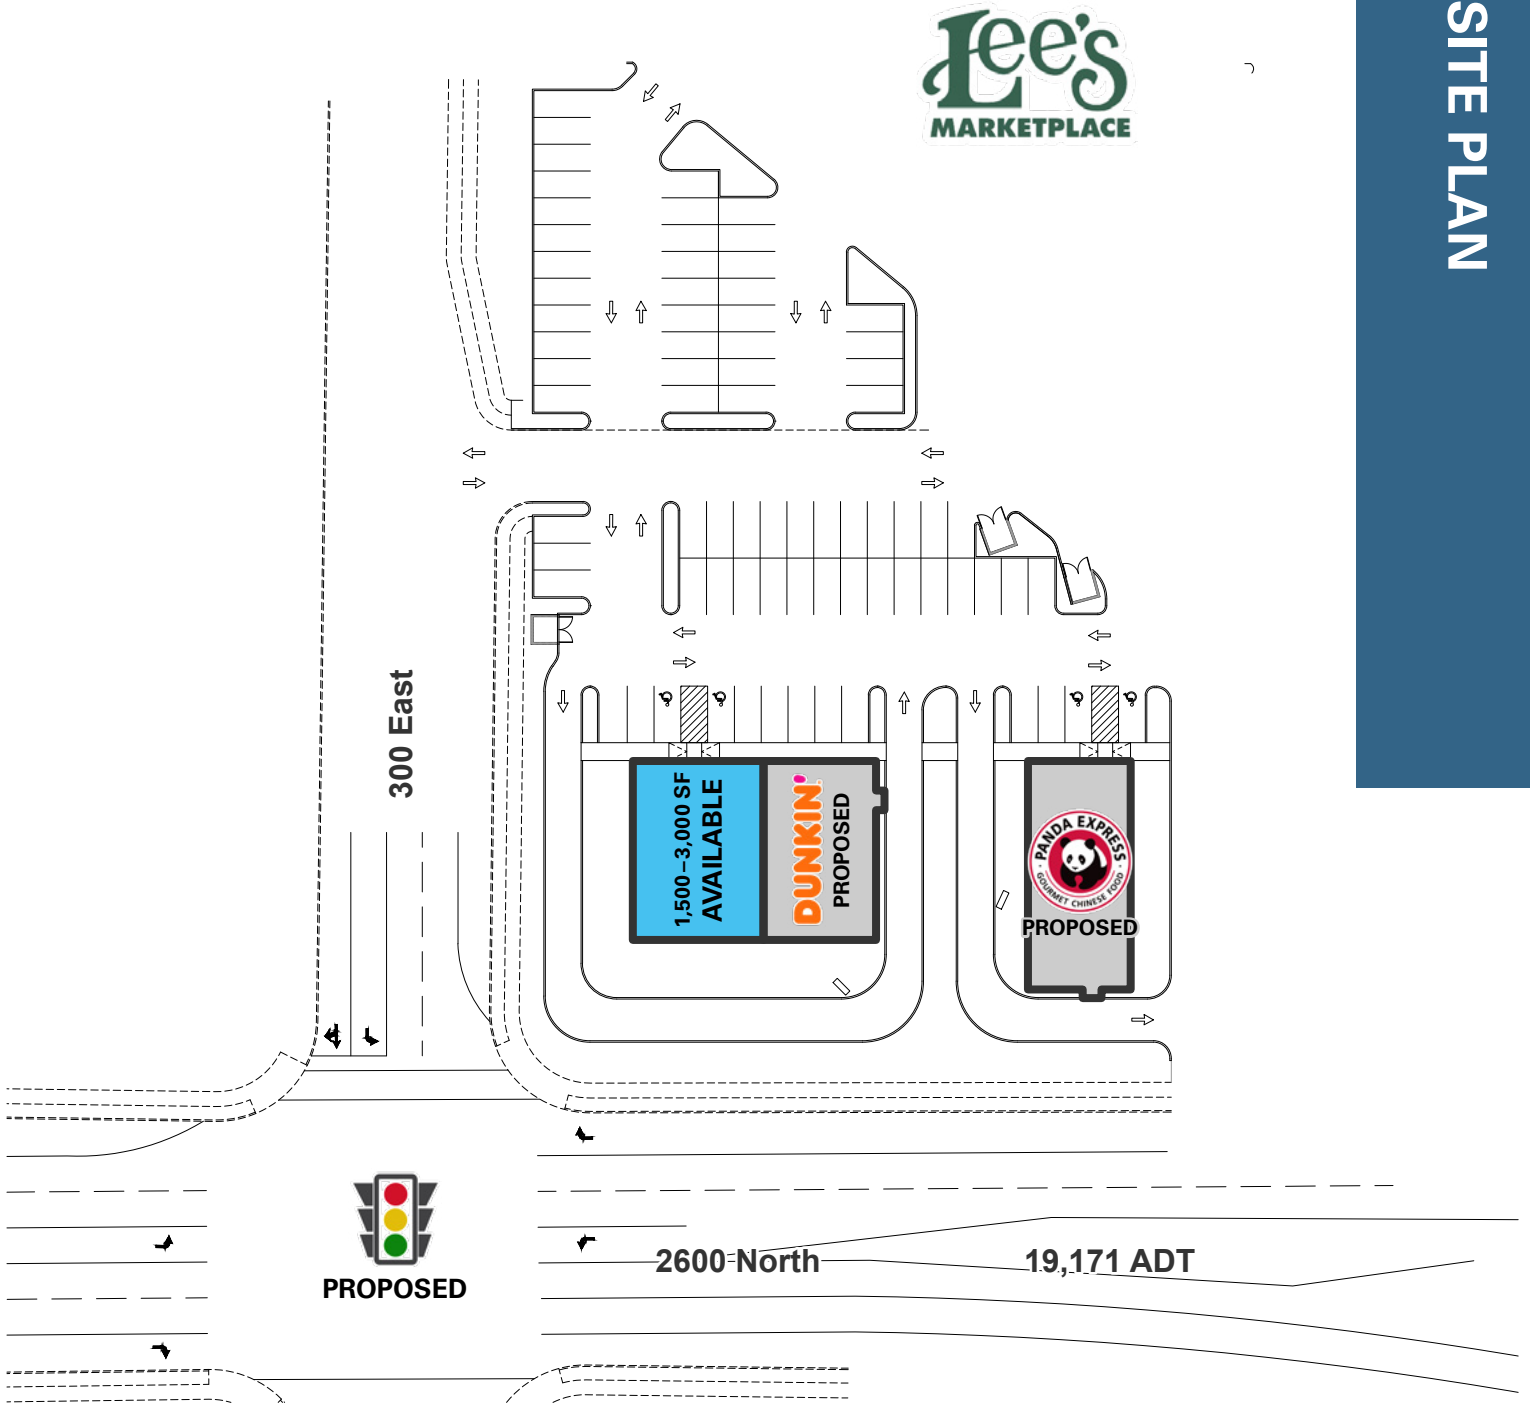 Lee's
MARKETPLACE
SITE PLAN
300 East
1,500–3,000 SF
AVAILABLE
DUNKIN'
PROPOSED
PANDA EXPRESS
GOURMET CHINESE FOOD
PROPOSED
PROPOSED
2600 North
19,171 ADT